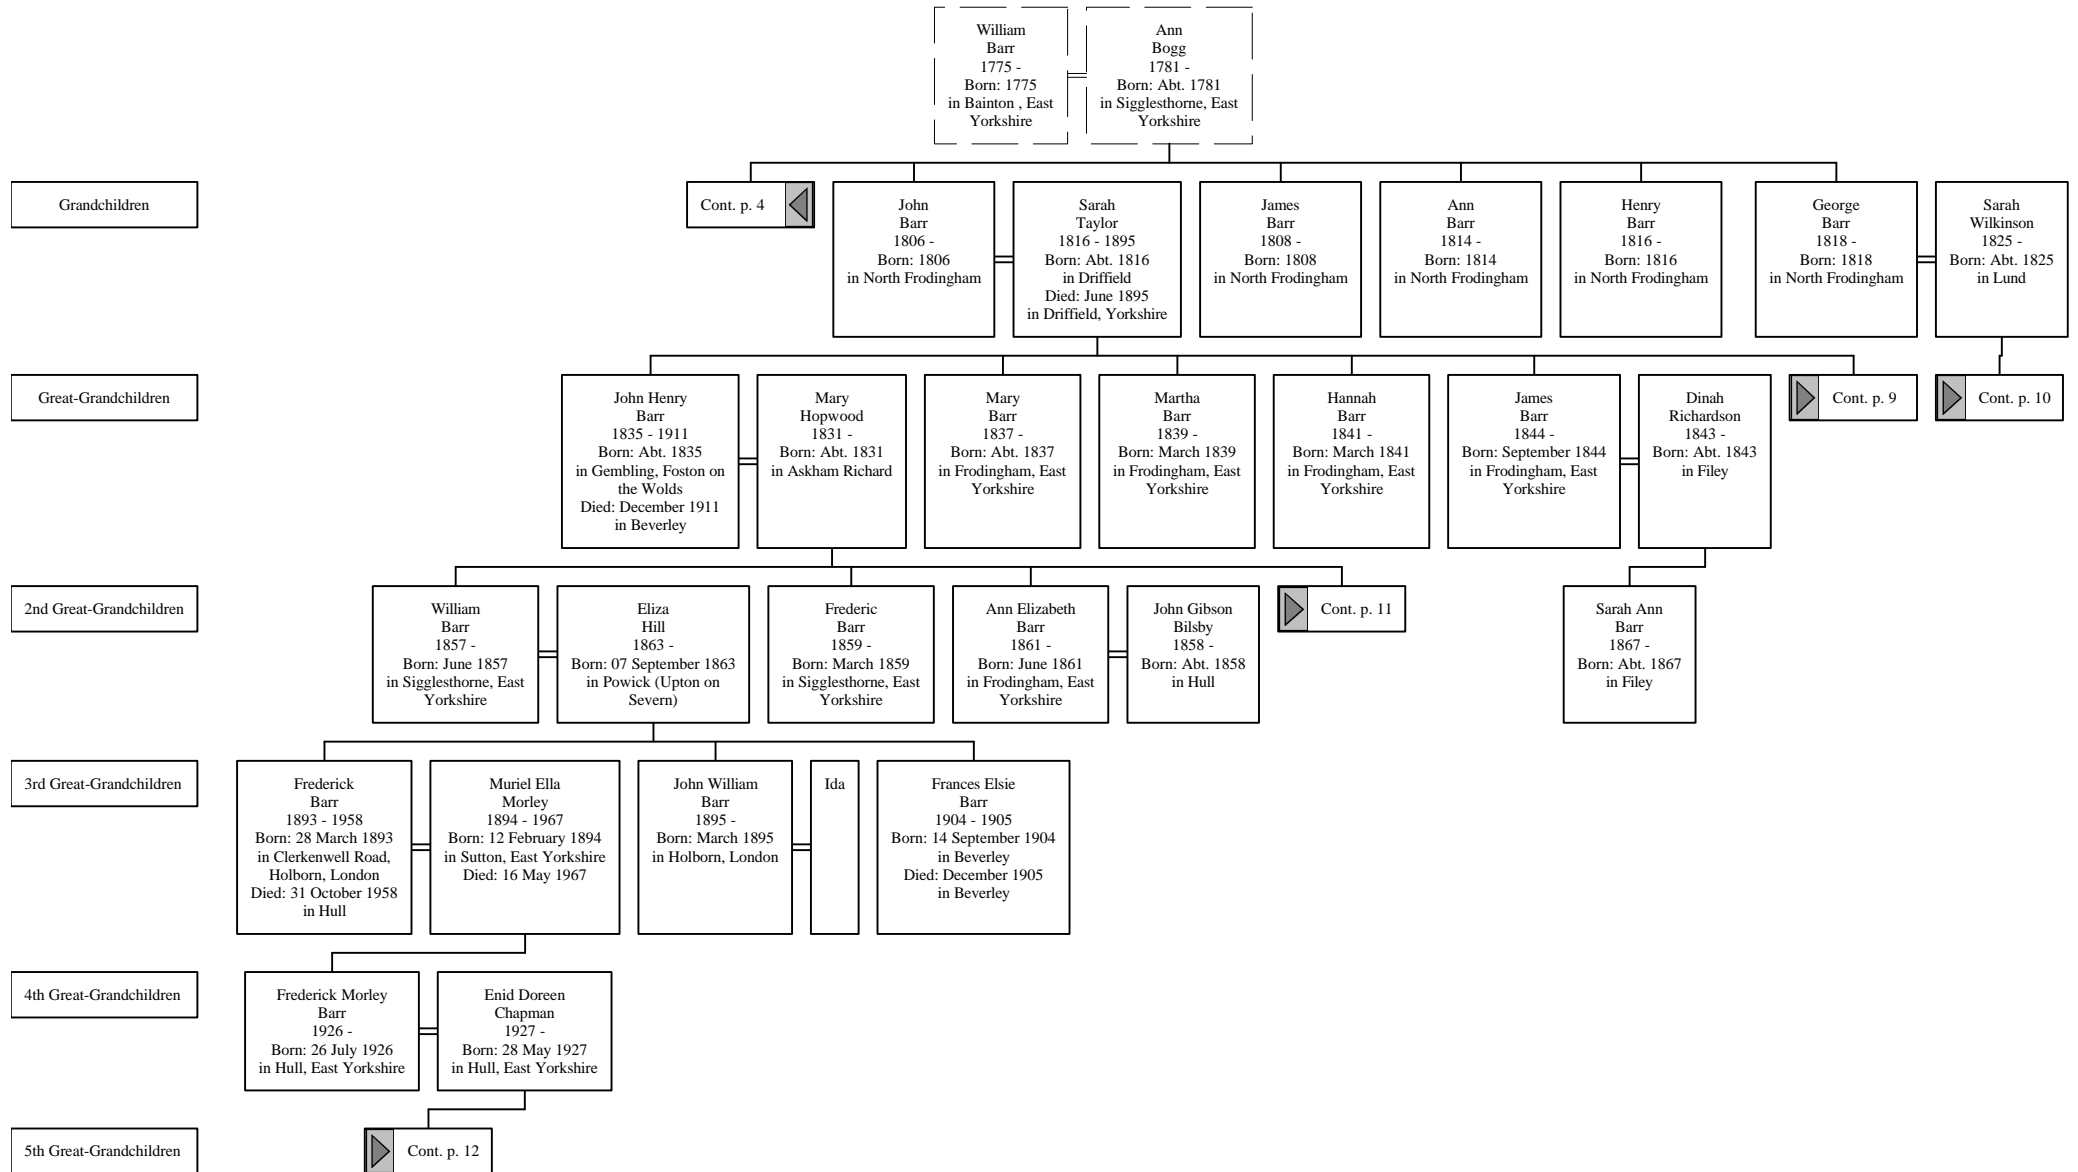 William
Barr
1775 -
Born: 1775
in Bainton , East
Yorkshire
Ann
Bogg
1781 -
Born: Abt. 1781
in Sigglesthorne, East
Yorkshire
Grandchildren
Cont. p. 4
John
Barr
1806 -
Born: 1806
in North Frodingham
Sarah
Taylor
1816 - 1895
Born: Abt. 1816
in Driffield
Died: June 1895
in Driffield, Yorkshire
James
Barr
1808 -
Born: 1808
in North Frodingham
Ann
Barr
1814 -
Born: 1814
in North Frodingham
Henry
Barr
1816 -
Born: 1816
in North Frodingham
George
Barr
1818 -
Born: 1818
in North Frodingham
Sarah
Wilkinson
1825 -
Born: Abt. 1825
in Lund
Great-Grandchildren
John Henry
Barr
1835 - 1911
Born: Abt. 1835
in Gembling, Foston on
the Wolds
Died: December 1911
in Beverley
Mary
Hopwood
1831 -
Born: Abt. 1831
in Askham Richard
Mary
Barr
1837 -
Born: Abt. 1837
in Frodingham, East
Yorkshire
Martha
Barr
1839 -
Born: March 1839
in Frodingham, East
Yorkshire
Hannah
Barr
1841 -
Born: March 1841
in Frodingham, East
Yorkshire
James
Barr
1844 -
Born: September 1844
in Frodingham, East
Yorkshire
Dinah
Richardson
1843 -
Born: Abt. 1843
in Filey
Cont. p. 9
Cont. p. 10
2nd Great-Grandchildren
William
Barr
1857 -
Born: June 1857
in Sigglesthorne, East
Yorkshire
Eliza
Hill
1863 -
Born: 07 September 1863
in Powick (Upton on
Severn)
Frederic
Barr
1859 -
Born: March 1859
in Sigglesthorne, East
Yorkshire
Ann Elizabeth
Barr
1861 -
Born: June 1861
in Frodingham, East
Yorkshire
John Gibson
Bilsby
1858 -
Born: Abt. 1858
in Hull
Cont. p. 11
Sarah Ann
Barr
1867 -
Born: Abt. 1867
in Filey
3rd Great-Grandchildren
Frederick
Barr
1893 - 1958
Born: 28 March 1893
in Clerkenwell Road,
Holborn, London
Died: 31 October 1958
in Hull
Muriel Ella
Morley
1894 - 1967
Born: 12 February 1894
in Sutton, East Yorkshire
Died: 16 May 1967
John William
Barr
1895 -
Born: March 1895
in Holborn, London
Ida
Frances Elsie
Barr
1904 - 1905
Born: 14 September 1904
in Beverley
Died: December 1905
in Beverley
4th Great-Grandchildren
Frederick Morley
Barr
1926 -
Born: 26 July 1926
in Hull, East Yorkshire
Enid Doreen
Chapman
1927 -
Born: 28 May 1927
in Hull, East Yorkshire
5th Great-Grandchildren
Cont. p. 12